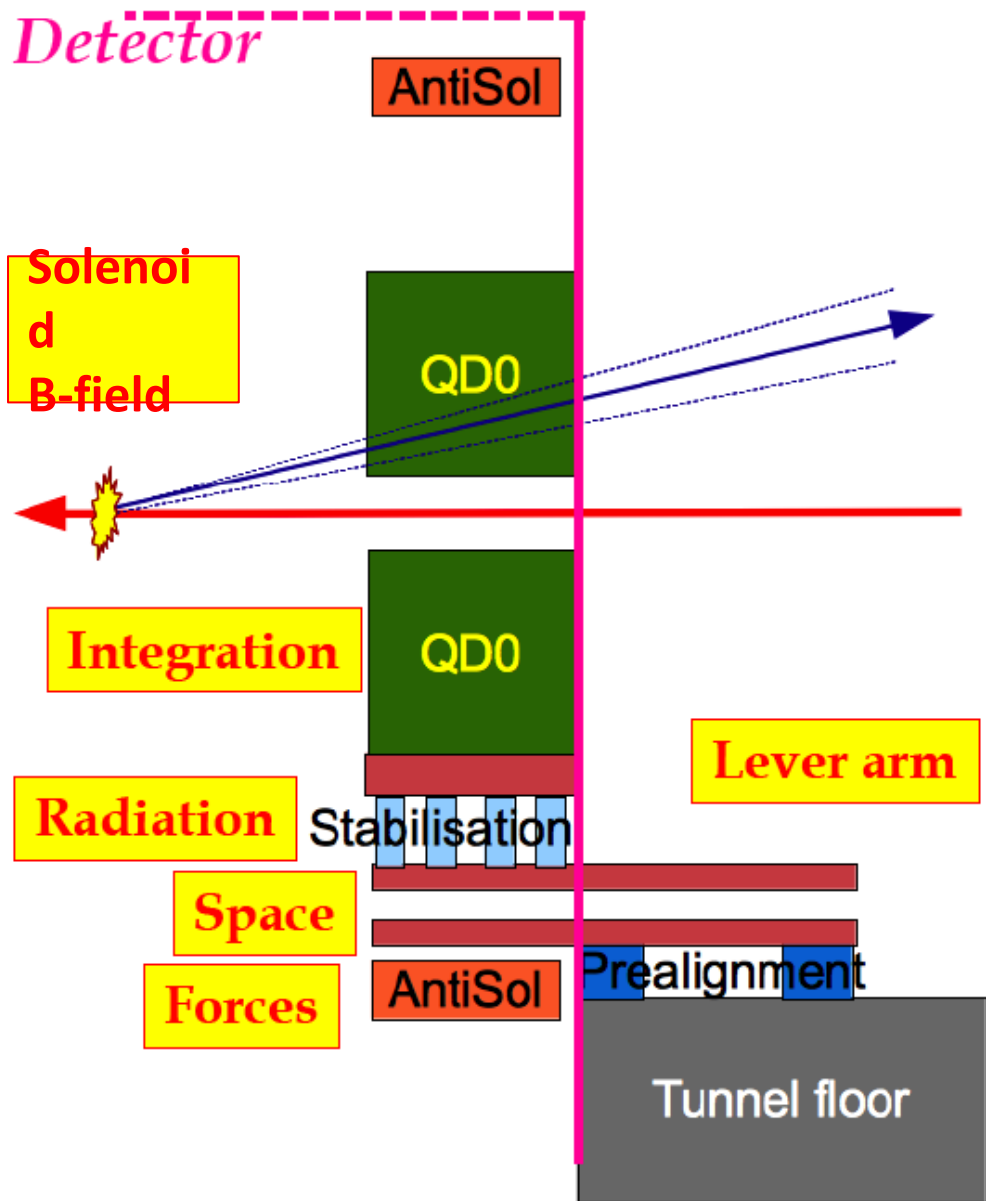 Detector
AntiSol
Solenoi
d
B-field
QD0
QD0
Integration
Lever arm
Radiation
Stabilisation
Space
Prealignment
Forces
AntiSol
Tunnel floor